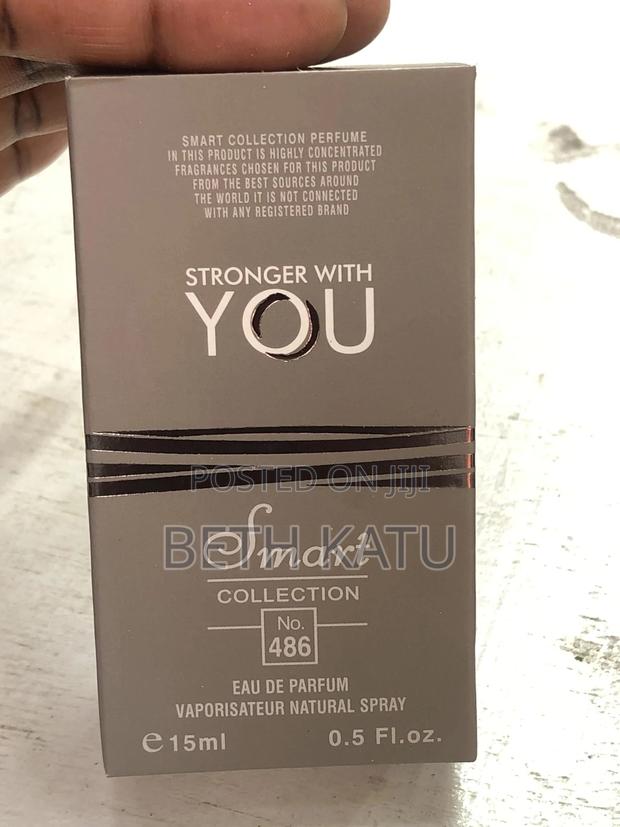 SMART COLLECTION PERFUME
IN THIS PRODUCT IS HIGHLY CONCENTRATED
FRAGRANCES CHOSEN FOR THIS PRODUCT
FROM THE BEST SOURCES AROUND
THE WORLD IT IS NOT CONNECTED
WITH ANY REGISTERED BRAND
STRONGER WITH
YOU
POSTED ON JIJI
BETH KATU
Smart
COLLECTION
No.
486
EAU DE PARFUM
VAPORISATEUR NATURAL SPRAY
e 15ml 0.5 Fl.oz.